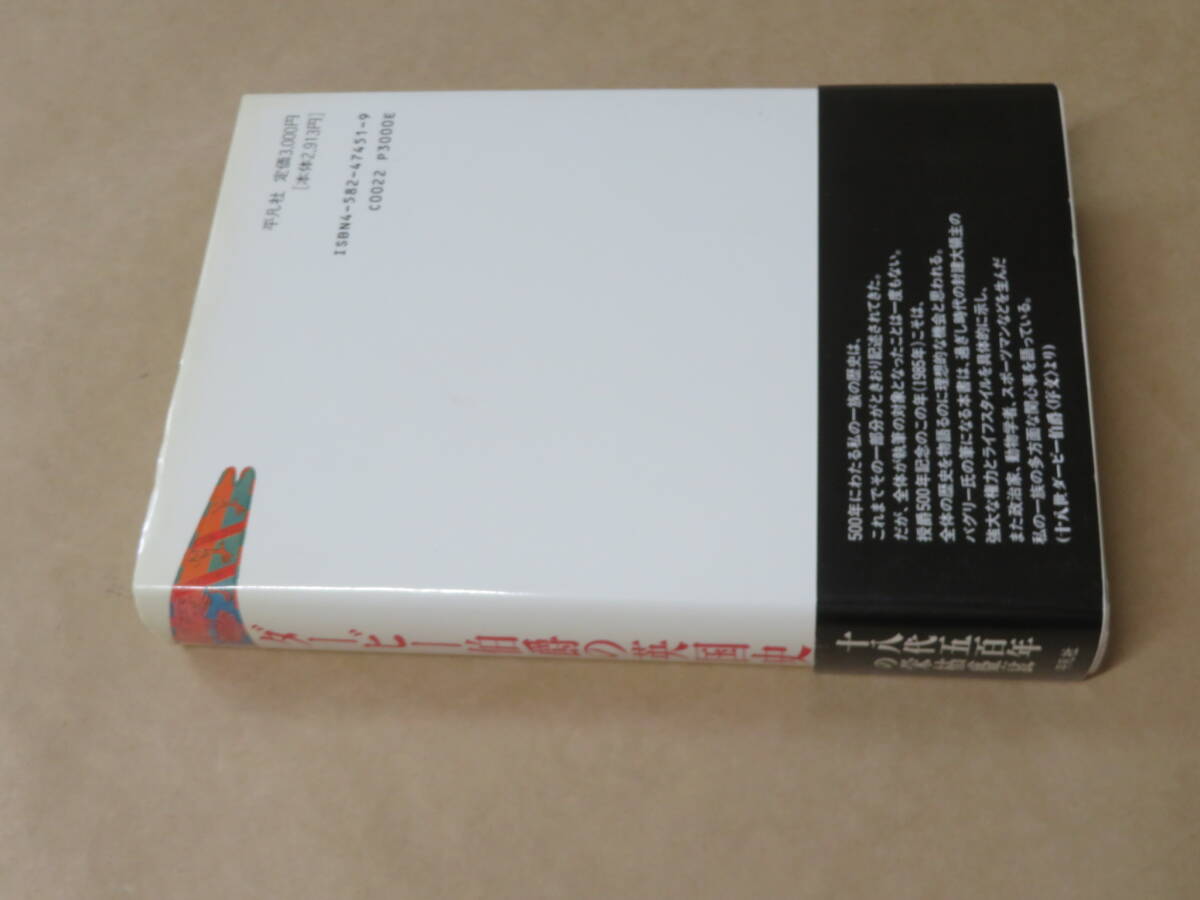 平凡社 定価3,000円
[本体2,913円]
ISBN4-582-47451-9
C0022 P3000E
500年にわたる私の一族の歴史は、
これまでその一部分がときおり記述されてきた。
だが、全体が執筆の対象となったことは一度もない。
授爵500年記念のこの年(1985年)こそは、
全体の歴史を物語るのに理想的な機会と思われる。
バグリー氏の筆になる本書は、過ぎし時代の封建大領主の
強大な権力とライフスタイルを具体的に示し、
また政治家、動物学者、スポーツマンなどを生んだ
私の一族の多方面な関心事を語っている。
(十八世ダービー伯爵〈序文〉より)
ダービー伯爵の英国史
十八代五百年
の栄枯盛衰
平凡社